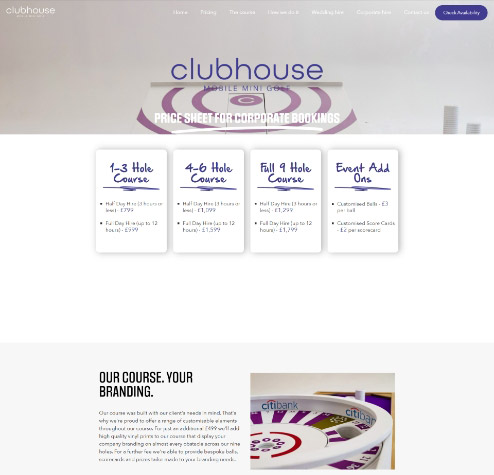 clubhouse
Home Pricing The course How we do it Wedding hire Corporate hire Contact us Check Availability
clubhouse
MOBILE MINI GOLF
PRICE SHEET FOR CORPORATE BOOKINGS
1-3 Hole
Course
Half Day Hire (3 hours or
less) - £799
Full Day Hire (up to 12
hours) - £999
4-6 Hole
Course
Half Day Hire (3 hours or
less) - £1,099
Full Day Hire (up to 12
hours) - £1,599
Full 9 Hole
Course
Half Day Hire (3 hours or
less) - £1,299
Full Day Hire (up to 12
hours) - £1,799
Event Add
Ons
Customised Balls - £3
per ball
Customised Score Cards
- £2 per scorecard
OUR COURSE. YOUR
BRANDING.
Our course was built with our client's needs in mind. That's
why we're proud to offer a range of customisable elements
throughout our courses. For just an additional £499 we'll add
high quality vinyl prints to our course that display your
company branding on almost every obstacle across our nine
holes. For a further fee we're able to provide bespoke balls,
scorecards and prizes tailor made to your branding needs.
citibank
citibank